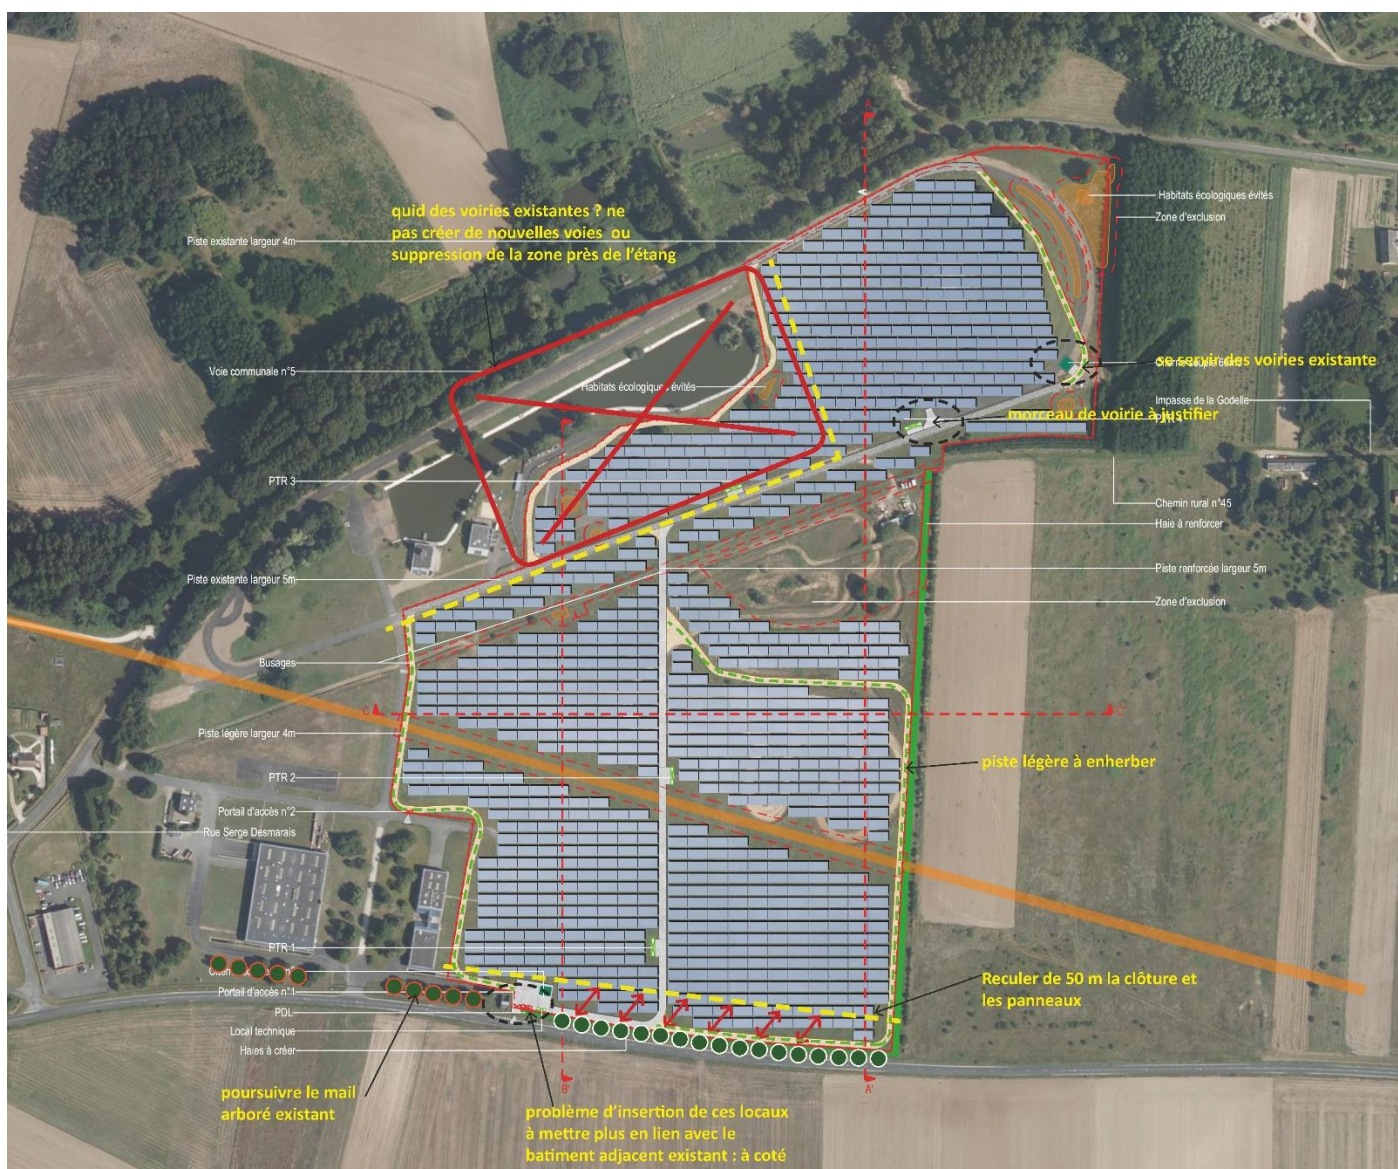 A
quid des voiries existantes ? ne
pas créer de nouvelles voies ou
suppression de la zone près de l'étang
Piste existante largeur 4m
A
Habitats écologiques évités
Zone d'exclusion
Voie communale n°5
Habitats écologiques évités
se servir des voiries existante
Impasse de la Godelle
morceau de voirie à justifier
PTR 3
Chemin rural n°45
Haie à renforcer
Piste existante largeur 5m
Piste renforcée largeur 5m
Zone d'exclusion
Busages
C
C'
Piste légère largeur 4m
piste légère à enherber
PTR 2
Portail d'accès n°2
Rue Serge Desmarais
PTR 1
Reculer de 50 m la clôture et
les panneaux
Portail d'accès n°1
PDL
Local technique
Haies à créer
B'
A'
poursuivre le mail
arboré existant
problème d'insertion de ces locaux
à mettre plus en lien avec le
batiment adjacent existant : à coté